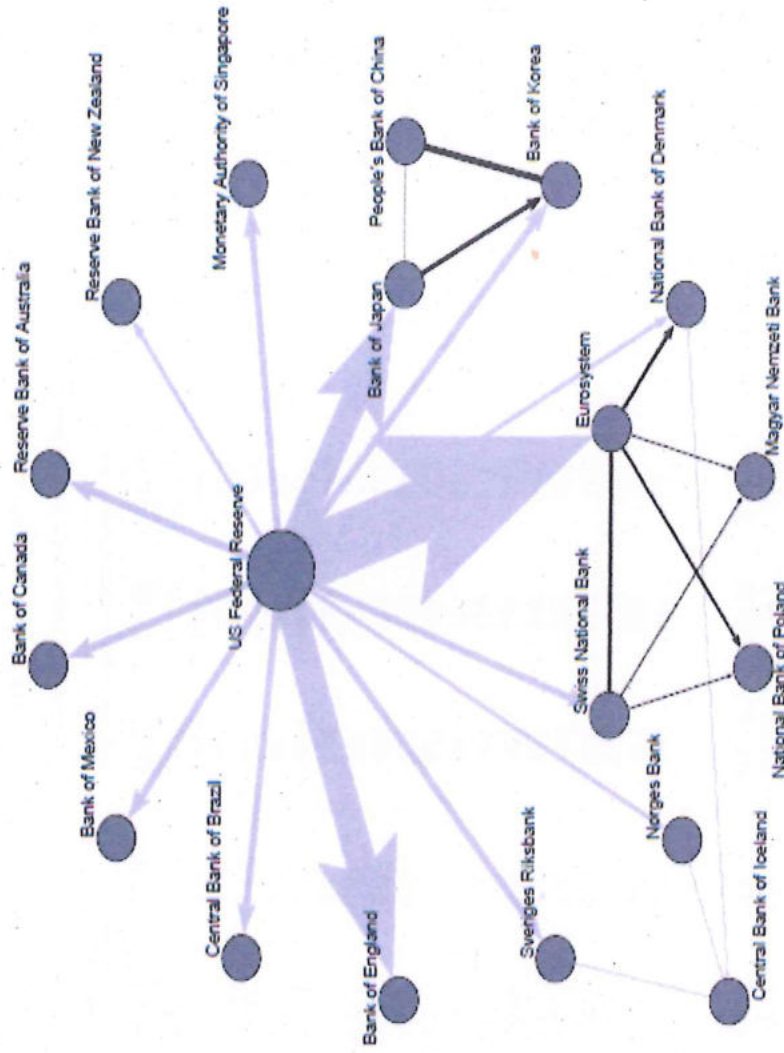 Reserve Bank of New Zealand
Monetary Authority of Singapore
People's Bank of China
Bank of Korea
Reserve Bank of Australia
Bank of Japan
National Bank of Denmark
Bank of Canada
US Federal Reserve
Eurosystem
Magyar Nemzeti Bank
Bank of Mexico
Swiss National Bank
National Bank of Poland
Central Bank of Brazil
Norges Bank
Bank of England
Sveriges Riksbank
Central Bank of Iceland